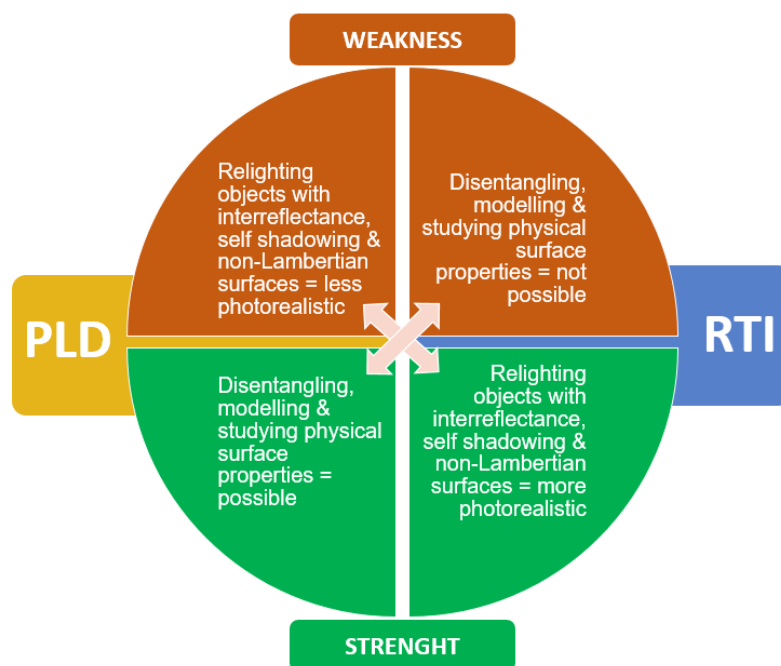 WEAKNESS
Relighting
objects with
interreflectance,
self shadowing &
non-Lambertian
surfaces = less
photorealistic
Disentangling,
modelling &
studying physical
surface
properties = not
possible
PLD
RTI
Disentangling,
modelling &
studying physical
surface
properties =
possible
Relighting
objects with
interreflectance,
self shadowing &
non-Lambertian
surfaces = more
photorealistic
STRENGHT